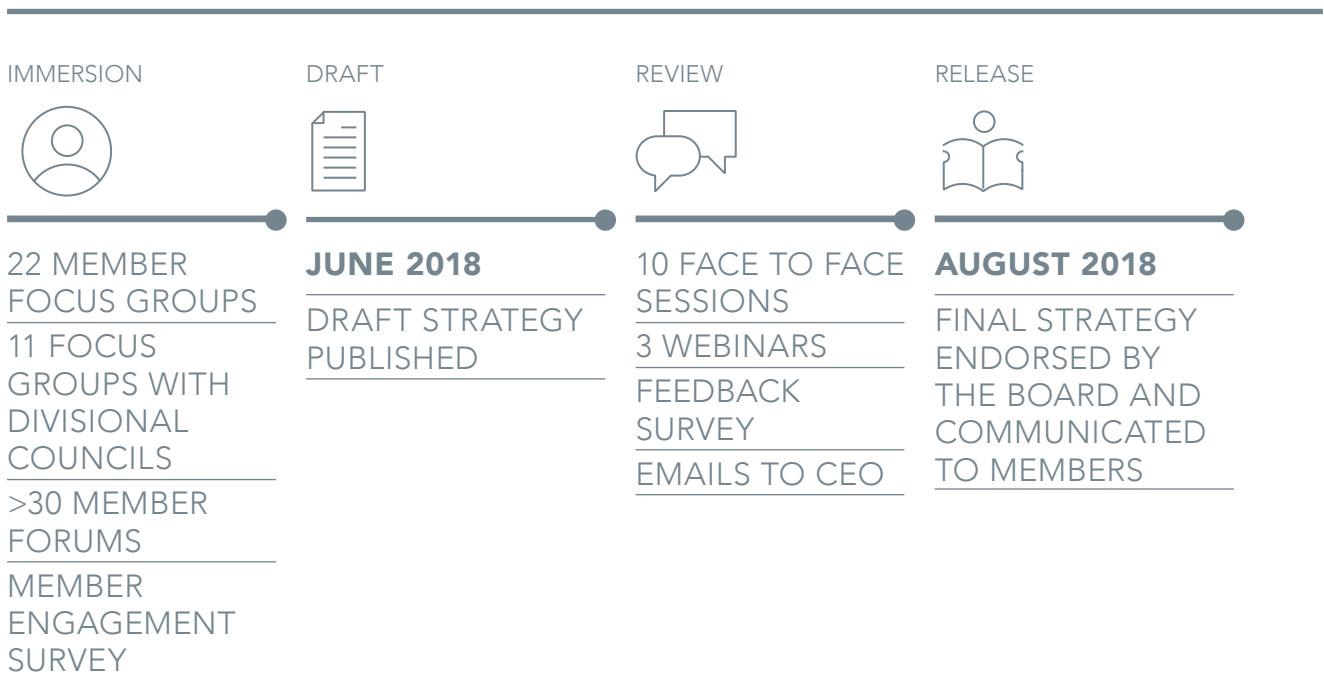 IMMERSION
22 MEMBER
FOCUS GROUPS
11 FOCUS
GROUPS WITH
DIVISIONAL
COUNCILS
>30 MEMBER
FORUMS
MEMBER
ENGAGEMENT
SURVEY
DRAFT
JUNE 2018
DRAFT STRATEGY
PUBLISHED
REVIEW
10 FACE TO FACE
SESSIONS
3 WEBINARS
FEEDBACK
SURVEY
EMAILS TO CEO
RELEASE
AUGUST 2018
FINAL STRATEGY
ENDORSED BY
THE BOARD AND
COMMUNICATED
TO MEMBERS